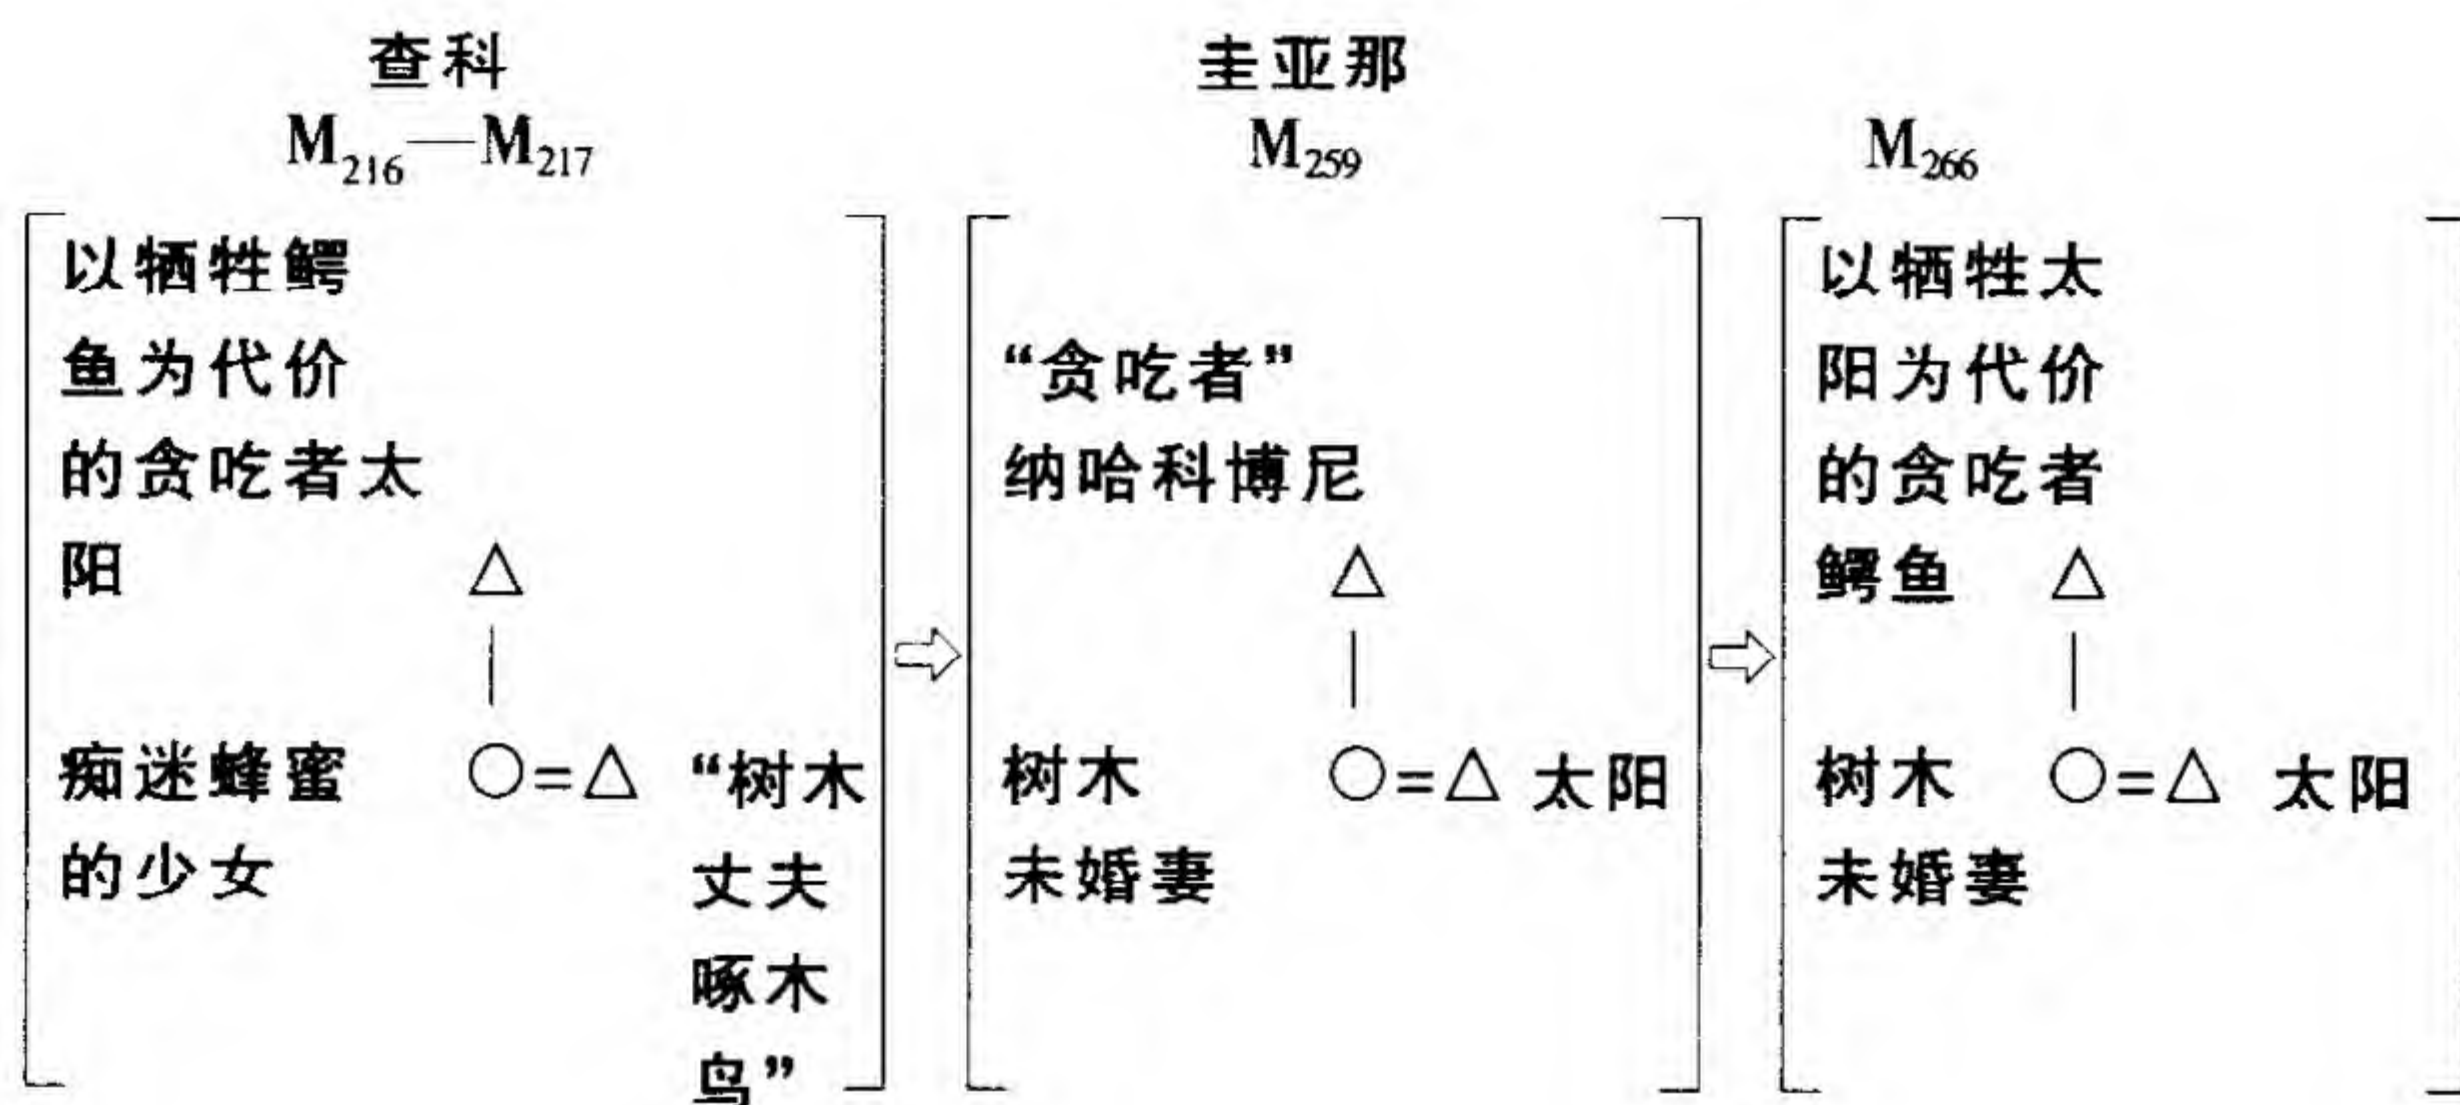 查科
M₂₁₆—M₂₁₇
以牺牲鳄
鱼为代价
的贪吃者太
阳 △
|
痴迷蜂蜜 ○=△ “树木
的少女 丈夫
啄木
鸟”
⇨
圭亚那
M₂₅₉
“贪吃者”
纳哈科博尼
△
|
树木 ○=△ 太阳
未婚妻
⇨
M₂₆₆
以牺牲太
阳为代价
的贪吃者
鳄鱼 △
|
树木 ○=△ 太阳
未婚妻